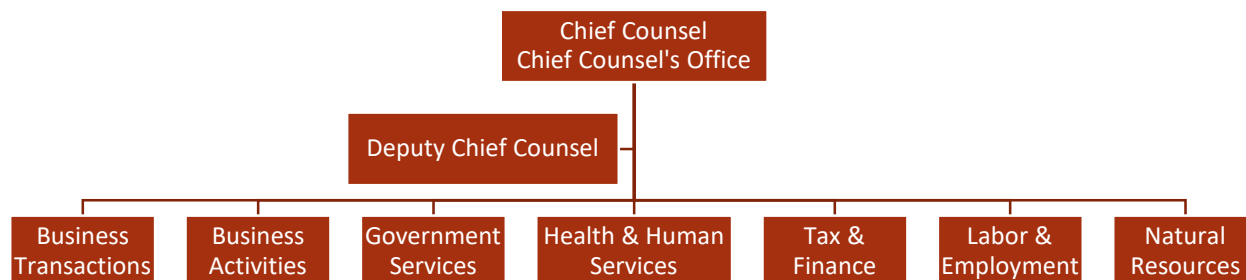 Chief Counsel
Chief Counsel's Office
Deputy Chief Counsel
Business
Transactions
Business
Activities
Government
Services
Health & Human
Services
Tax &
Finance
Labor &
Employment
Natural
Resources